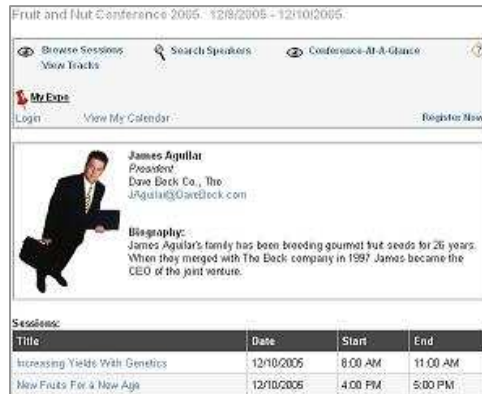 Fruit and Nut Conference 2005 12/8/2005 - 12/10/2005
Browse Sessions Search Speakers Conference-At-A-Glance
View Tracks
My Expo
Login View My Calendar Register Now
James Aguilar
President
Dave Beck Co., The
JAguilar@DaveBeck.com
Biography:
James Aguilar's family has been breeding gourmet fruit seeds for 26 years.
When they merged with The Beck company in 1997 James became the
CEO of the joint venture.
Sessions:
Title Date Start End
Increasing Yields With Genetics 12/10/2005 8:00 AM 11:00 AM
New Fruits For a New Age 12/10/2005 4:00 PM 5:00 PM